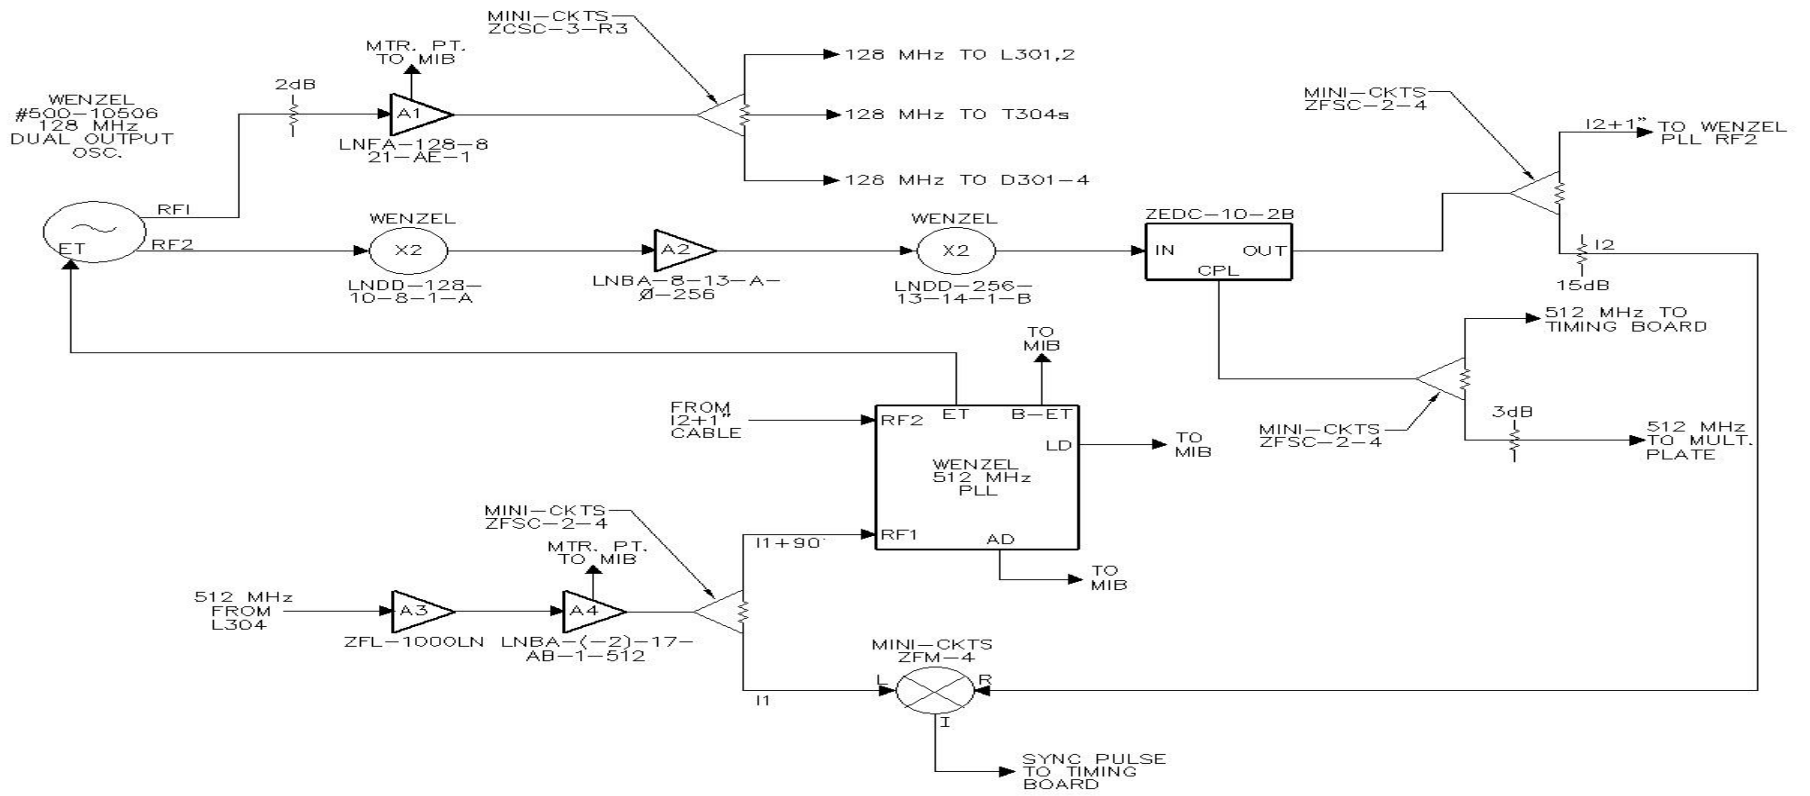 MINI-CKTS
ZCSC-3-R3
MTR. PT.
TO MIB
2dB
WENZEL
#500-10506
128 MHz
DUAL OUTPUT
OSC.
A1
LNFA-128-8
21-AE-1
128 MHz TO L301,2
128 MHz TO T304s
128 MHz TO D301-4
MINI-CKTS
ZFSC-2-4
I2+1" TO WENZEL
PLL RF2
RF1
RF2
ET
WENZEL
X2
LNDD-128-
10-8-1-A
A2
LNBA-8-13-A-
Ø-256
WENZEL
X2
LNDD-256-
13-14-1-B
ZEDC-10-2B
IN
OUT
CPL
I2
15dB
512 MHz TO
TIMING BOARD
MINI-CKTS
ZFSC-2-4
3dB
512 MHz
TO MULT.
PLATE
TO
MIB
FROM
I2+1"
CABLE
RF2
ET
B-ET
LD
TO
MIB
WENZEL
512 MHz
PLL
RF1
AD
TO
MIB
MINI-CKTS
ZFSC-2-4
MTR. PT.
TO MIB
I1+90'
512 MHz
FROM
L304
A3
ZFL-1000LN
A4
LNBA-(-2)-17-
AB-1-512
I1
MINI-CKTS
ZFM-4
L
R
I
SYNC PULSE
TO TIMING
BOARD